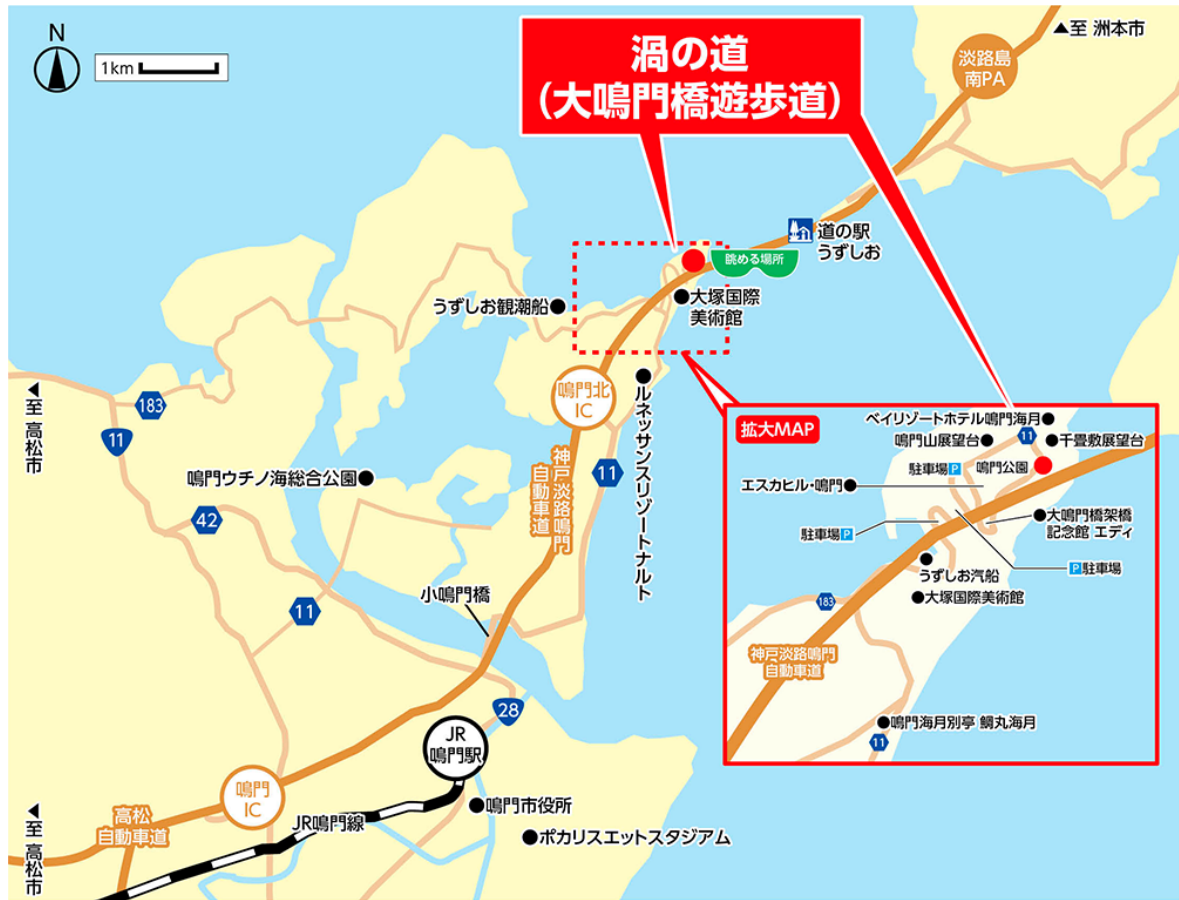 N
1km
▲至 洲本市
淡路島
南PA
渦の道
(大鳴門橋遊歩道)
道の駅
うずしお
眺める場所
大塚国際
美術館
うずしお観潮船
鳴門北
IC
ルネッサンスリゾートナルト
▲至 高松市
183
11
鳴門ウチノ海総合公園
42
11
11
神戸淡路鳴門
自動車道
小鳴門橋
28
JR
鳴門駅
鳴門IC
高松
自動車道
JR鳴門線
鳴門市役所
ポカリスエットスタジアム
▲至 高松市
拡大MAP
ベイリゾートホテル鳴門海月
11
鳴門山展望台
千畳敷展望台
駐車場P
鳴門公園
エスカヒル・鳴門
大鳴門橋架橋
記念館 エディ
駐車場P
P駐車場
うずしお汽船
大塚国際美術館
183
神戸淡路鳴門
自動車道
鳴門海月別亭 鯛丸海月
11